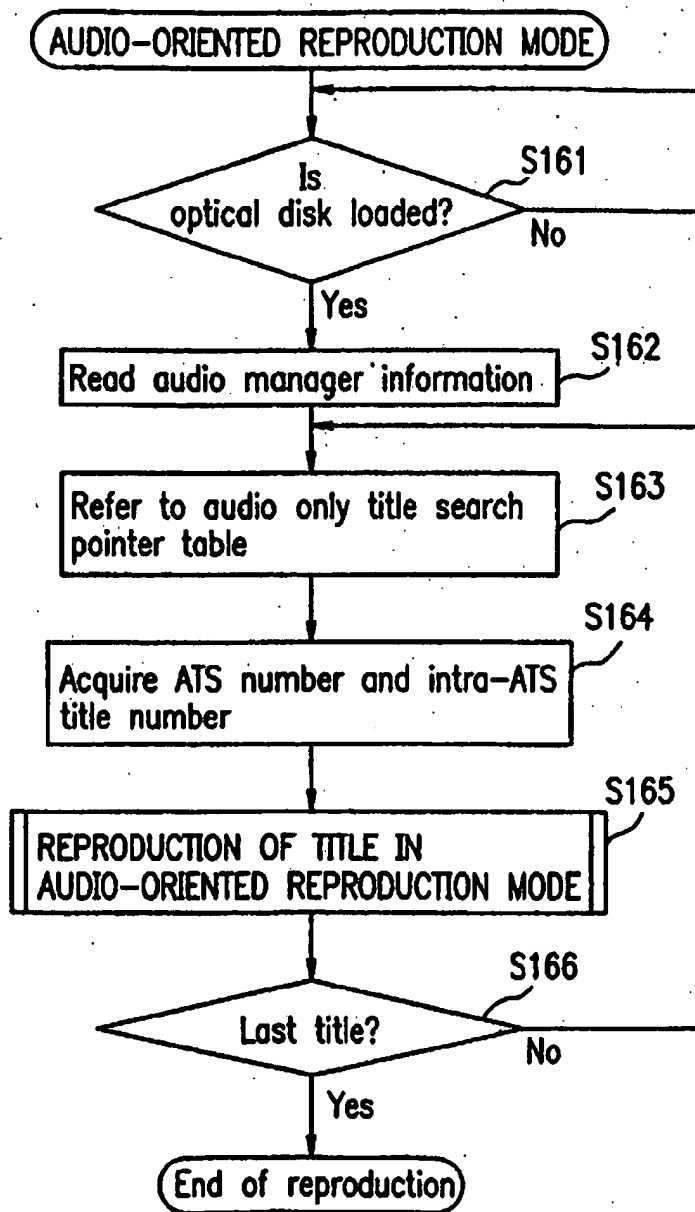 AUDIO-ORIENTED REPRODUCTION MODE
S161
Is
optical disk loaded?
No
Yes
S162
Read audio manager information
S163
Refer to audio only title search
pointer table
S164
Acquire ATS number and intra-ATS
title number
S165
REPRODUCTION OF TITLE IN
AUDIO-ORIENTED REPRODUCTION MODE
S166
Last title?
No
Yes
End of reproduction